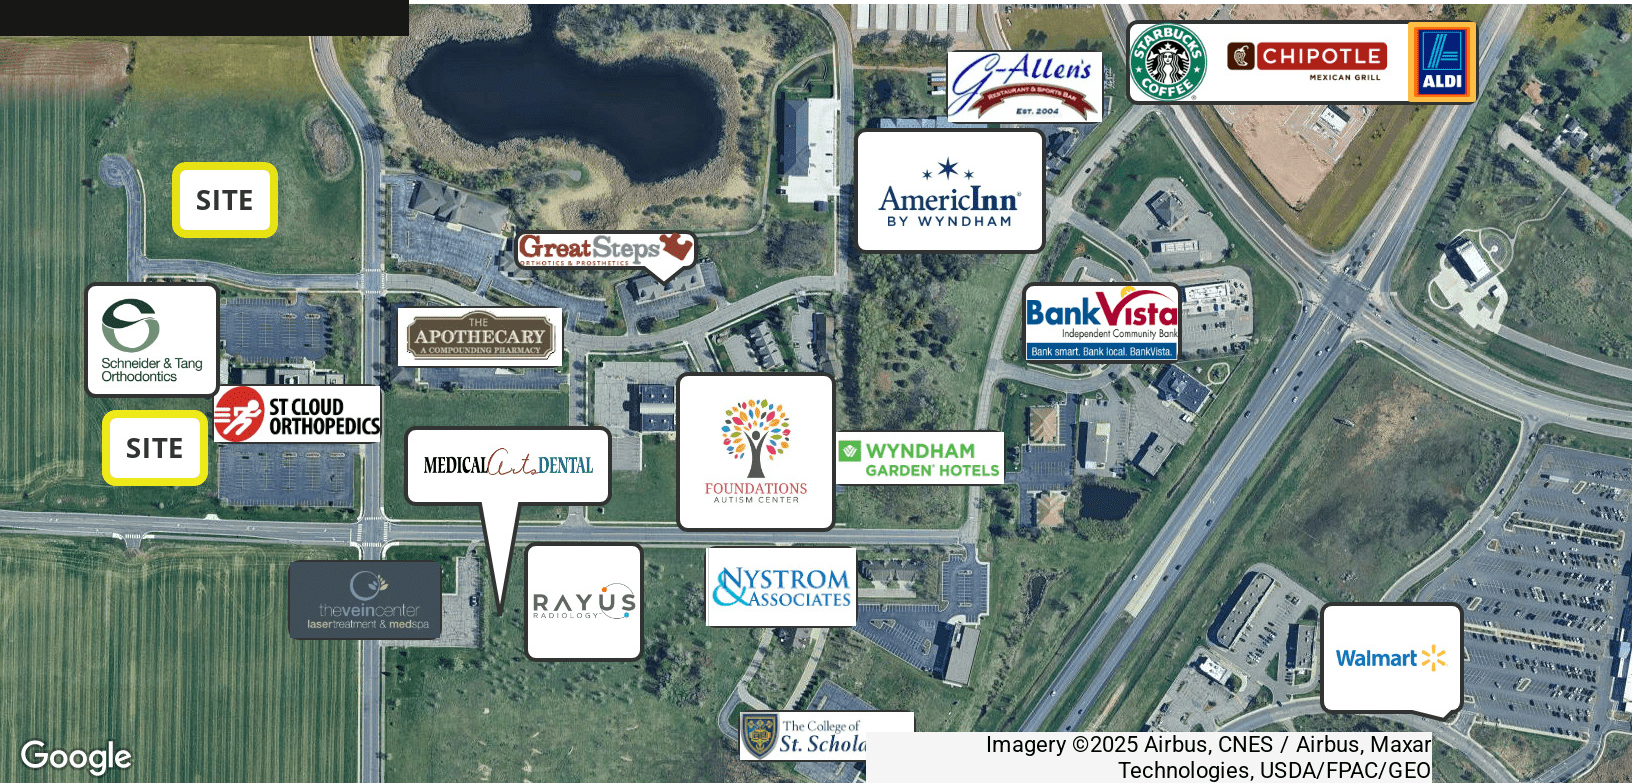 STARBUCKS
COFFEE
CHIPOTLE
MEXICAN GRILL
ALDI
G-Allen's
RESTAURANT & SPORTS BAR
EST. 2004
AmericInn®
BY WYNDHAM
SITE
GreatSteps
ORTHOTICS & PROSTHETICS
BankVista
Independent Community Bank
Bank smart. Bank local. BankVista.
THE
APOTHECARY
A COMPOUNDING PHARMACY
Schneider & Tang
Orthodontics
ST CLOUD
ORTHOPEDICS
SITE
MEDICAL arts DENTAL
FOUNDATIONS
AUTISM CENTER
WYNDHAM
GARDEN® HOTELS
theveincenter
lasertreatment & medspa
RAYUS
RADIOLOGY™
NYSTROM
& ASSOCIATES
Walmart
The College of
St. Schola
Google
Imagery ©2025 Airbus, CNES / Airbus, Maxar
Technologies, USDA/FPAC/GEO